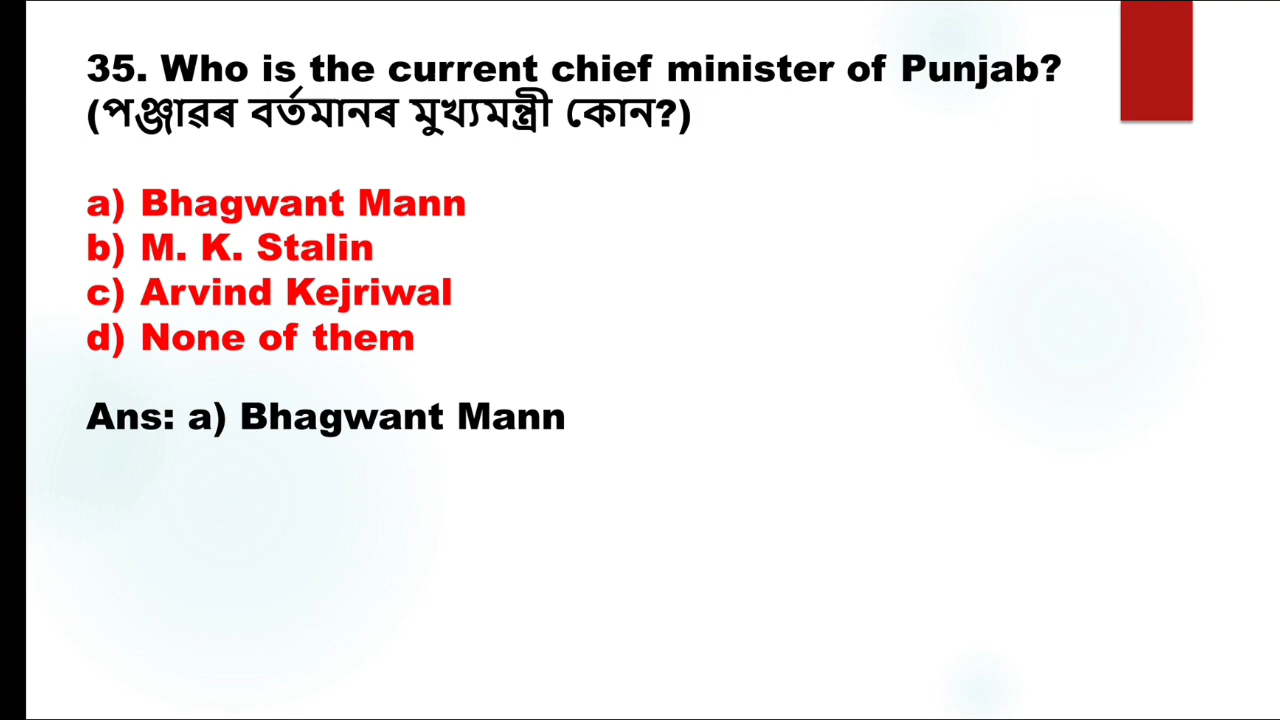 35. Who is the current chief minister of Punjab?
(পঞ্জাৱৰ বৰ্তমানৰ মুখ্যমন্ত্ৰী কোন?)
a) Bhagwant Mann
b) M. K. Stalin
c) Arvind Kejriwal
d) None of them
Ans: a) Bhagwant Mann